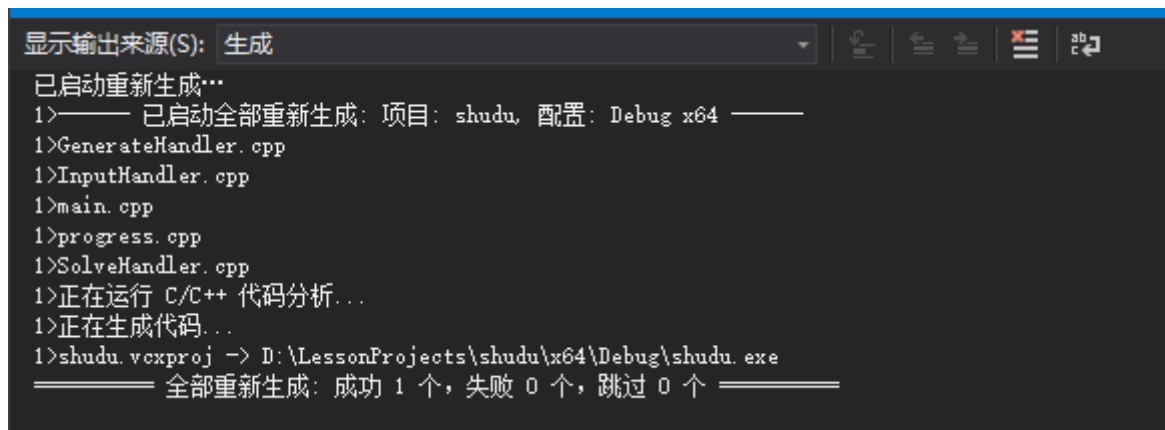 显示输出来源(S): 生成
已启动重新生成…
1>—— 已启动全部重新生成: 项目: shudu, 配置: Debug x64 ——
1>GenerateHandler.cpp
1>InputHandler.cpp
1>main.cpp
1>progress.cpp
1>SolveHandler.cpp
1>正在运行 C/C++ 代码分析...
1>正在生成代码...
1>shudu.vcxproj -> D:\LessonProjects\shudu\x64\Debug\shudu.exe
========== 全部重新生成: 成功 1 个，失败 0 个，跳过 0 个 ==========